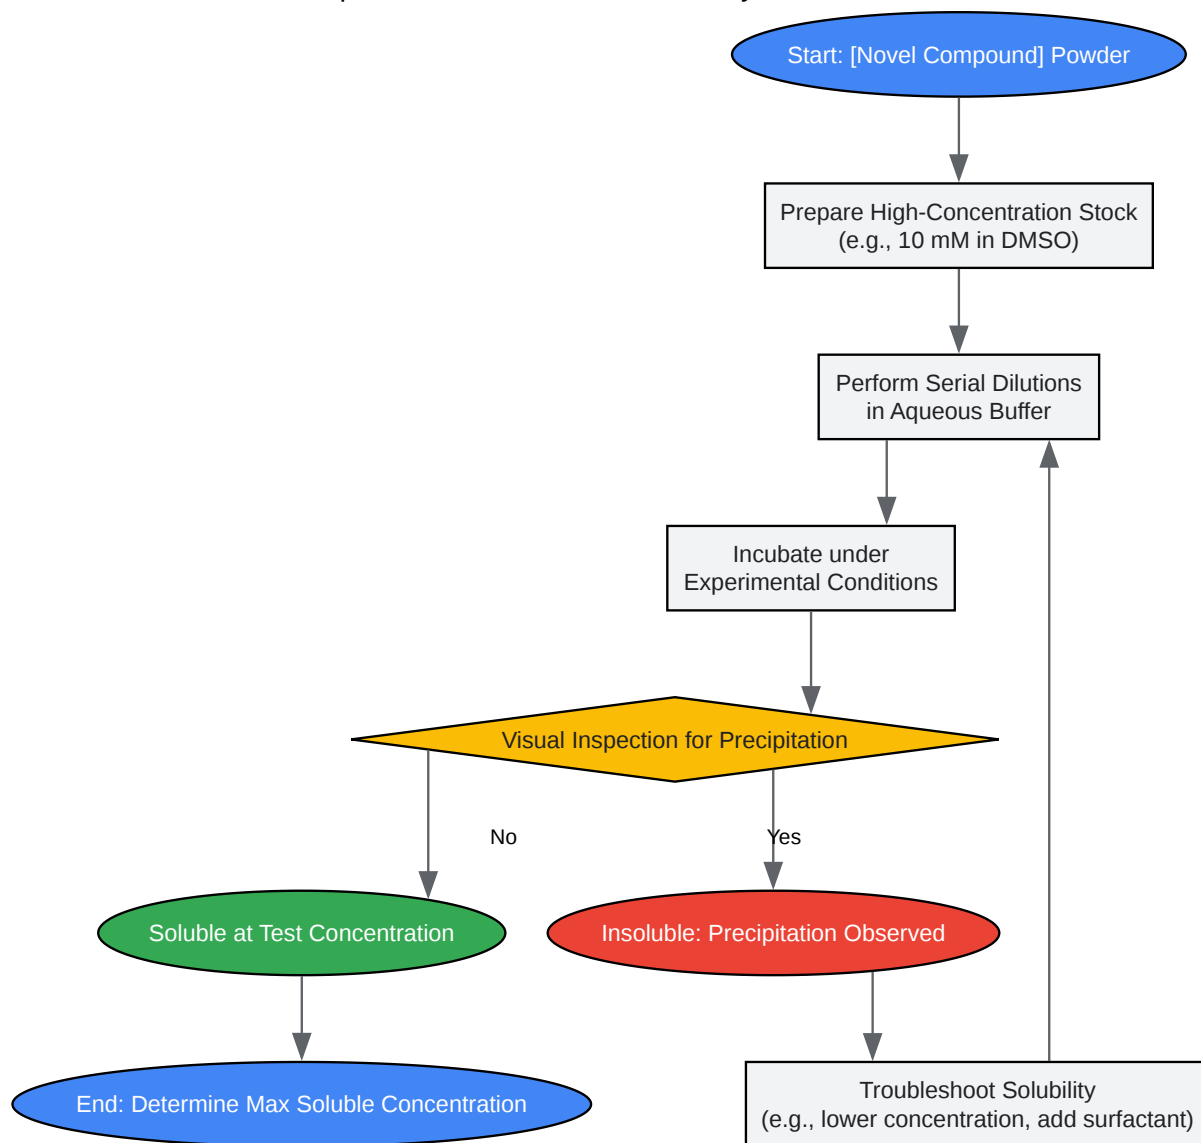 Start: [Novel Compound] Powder
Prepare High-Concentration Stock
(e.g., 10 mM in DMSO)
Perform Serial Dilutions
in Aqueous Buffer
Incubate under
Experimental Conditions
Visual Inspection for Precipitation
No
Yes
Soluble at Test Concentration
Insoluble: Precipitation Observed
End: Determine Max Soluble Concentration
Troubleshoot Solubility
(e.g., lower concentration, add surfactant)